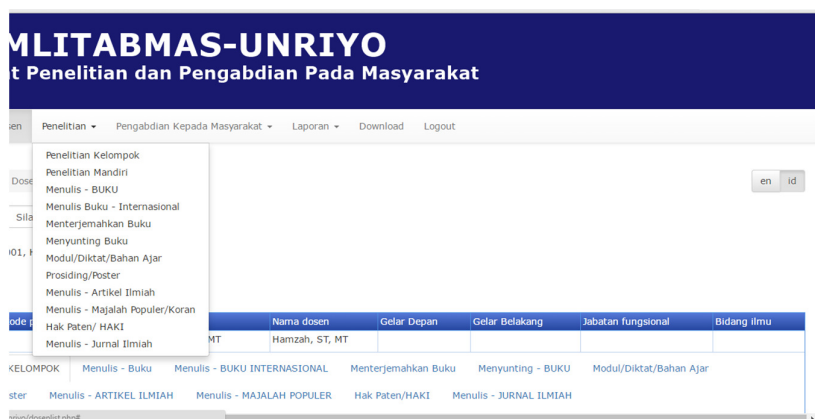 MLITABMAS-UNRIYO
t Penelitian dan Pengabdian Pada Masyarakat
sen Penelitian Pengabdian Kepada Masyarakat Laporan Download Logout
Penelitian Kelompok
Penelitian Mandiri
Dose en id
Menulis - BUKU
Menulis Buku - Internasional
Sila
Menterjemahkan Buku
Menyunting Buku
001, H
Modul/Diktat/Bahan Ajar
Prosiding/Poster
Menulis - Artikel Ilmiah
Menulis - Majalah Populer/Koran
ode p Nama dosen Gelar Depan Gelar Belakang Jabatan fungsional Bidang ilmu
Hak Paten/ HAKI
Menulis - Jurnal Ilmiah
MT Hamzah, ST, MT
KELOMPOK Menulis - Buku Menulis - BUKU INTERNASIONAL Menterjemahkan Buku Menyunting - BUKU Modul/Diktat/Bahan Ajar
ster Menulis - ARTIKEL ILMIAH Menulis - MAJALAH POPULER Hak Paten/HAKI Menulis - JURNAL ILMIAH